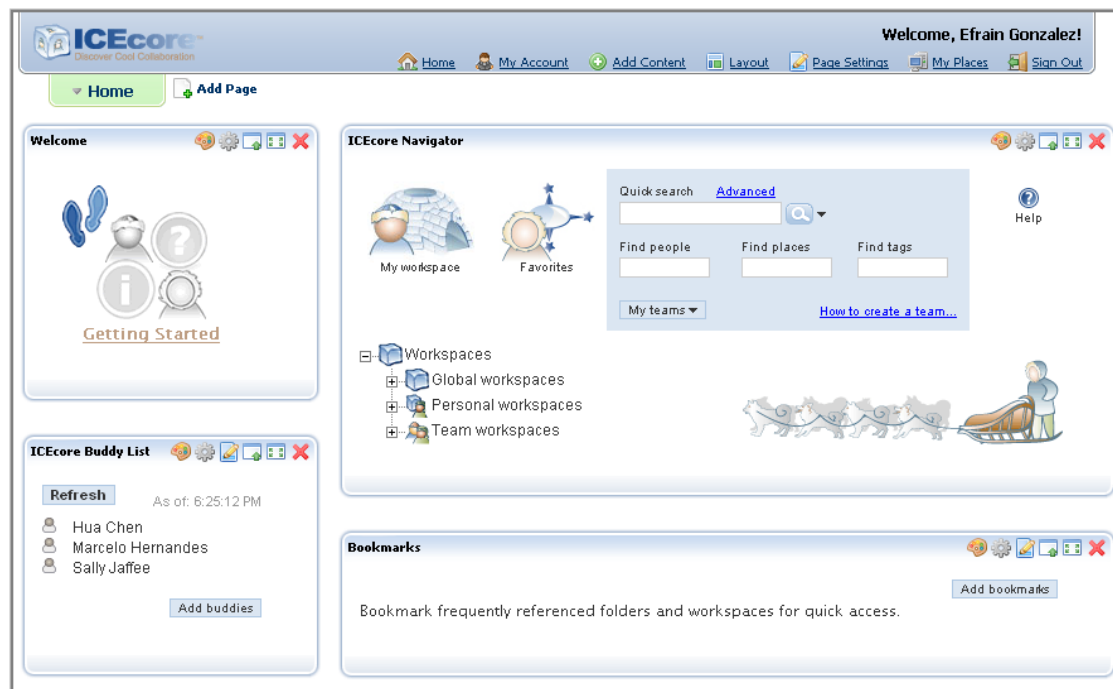 ICEcore™
Discover Cool Collaboration
Welcome, Efrain Gonzalez!
Home My Account Add Content Layout Page Settings My Places Sign Out
Home Add Page
Welcome
Getting Started
ICEcore Navigator
My workspace
Favorites
Quick search Advanced
Find people Find places Find tags
My teams How to create a team...
Help
Workspaces
Global workspaces
Personal workspaces
Team workspaces
ICEcore Buddy List
Refresh As of: 6:25:12 PM
Hua Chen
Marcelo Hernandes
Sally Jaffee
Add buddies
Bookmarks
Add bookmarks
Bookmark frequently referenced folders and workspaces for quick access.